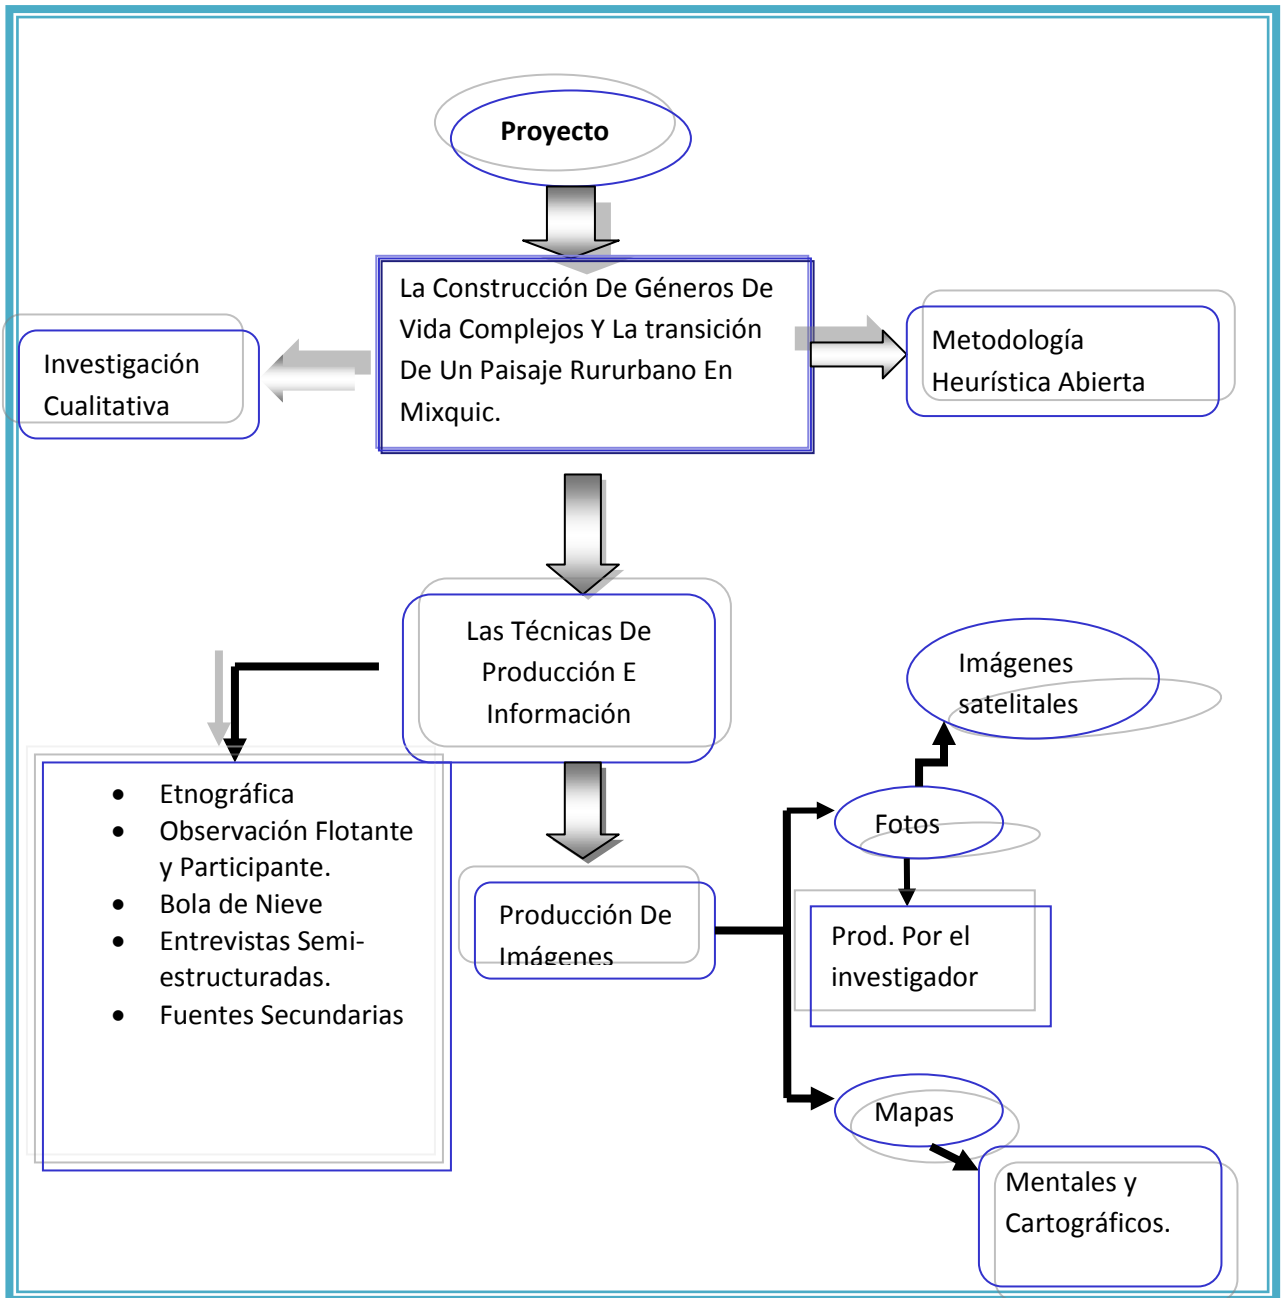 Proyecto
La Construcción De Géneros De
Vida Complejos Y La transición
De Un Paisaje Rururbano En
Mixquic.
Investigación
Cualitativa
Metodología
Heurística Abierta
Las Técnicas De
Producción E
Información
• Etnográfica
• Observación Flotante
y Participante.
• Bola de Nieve
• Entrevistas Semi-
estructuradas.
• Fuentes Secundarias
Producción De
Imágenes
Imágenes
satelitales
Fotos
Prod. Por el
investigador
Mapas
Mentales y
Cartográficos.